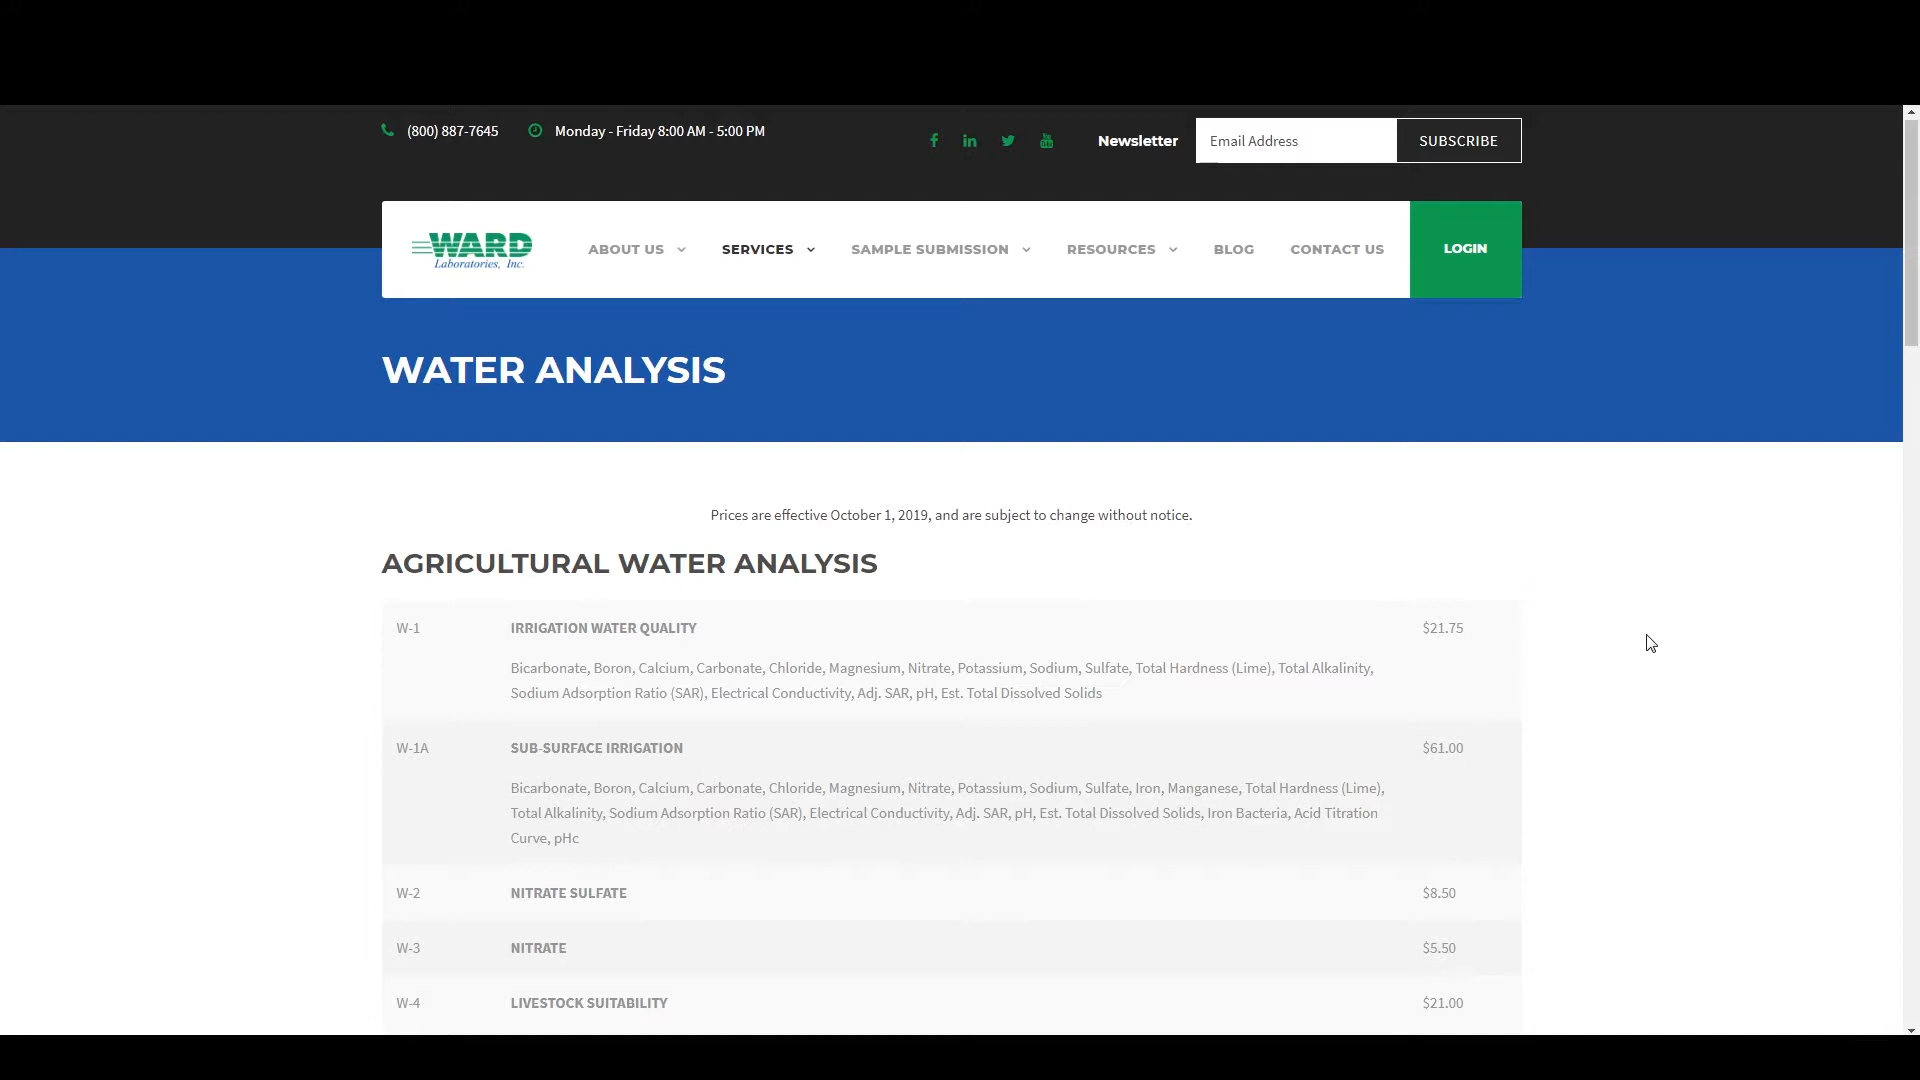 (800) 887-7645 Monday - Friday 8:00 AM - 5:00 PM
Newsletter Email Address SUBSCRIBE
WARD
Laboratories, Inc.
ABOUT US SERVICES SAMPLE SUBMISSION RESOURCES BLOG CONTACT US LOGIN
WATER ANALYSIS
Prices are effective October 1, 2019, and are subject to change without notice.
AGRICULTURAL WATER ANALYSIS
W-1 IRRIGATION WATER QUALITY $21.75
Bicarbonate, Boron, Calcium, Carbonate, Chloride, Magnesium, Nitrate, Potassium, Sodium, Sulfate, Total Hardness (Lime), Total Alkalinity,
Sodium Adsorption Ratio (SAR), Electrical Conductivity, Adj. SAR, pH, Est. Total Dissolved Solids
W-1A SUB-SURFACE IRRIGATION $61.00
Bicarbonate, Boron, Calcium, Carbonate, Chloride, Magnesium, Nitrate, Potassium, Sodium, Sulfate, Iron, Manganese, Total Hardness (Lime),
Total Alkalinity, Sodium Adsorption Ratio (SAR), Electrical Conductivity, Adj. SAR, pH, Est. Total Dissolved Solids, Iron Bacteria, Acid Titration
Curve, pHc
W-2 NITRATE SULFATE $8.50
W-3 NITRATE $5.50
W-4 LIVESTOCK SUITABILITY $21.00